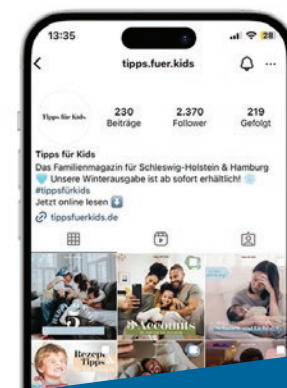 13:35
28
tipps.fuer.kids
Tipps für Kids
230
2.370
219
Beiträge
Follower
Gefolgt
Tipps für Kids
Das Familienmagazin für Schleswig-Holstein & Hamburg
Unsere Winterausgabe ist ab sofort erhältlich!
#tippsfürkids
Jetzt online lesen
tippsfuerkids.de
5
3 Accounts
Rezept
Tipps